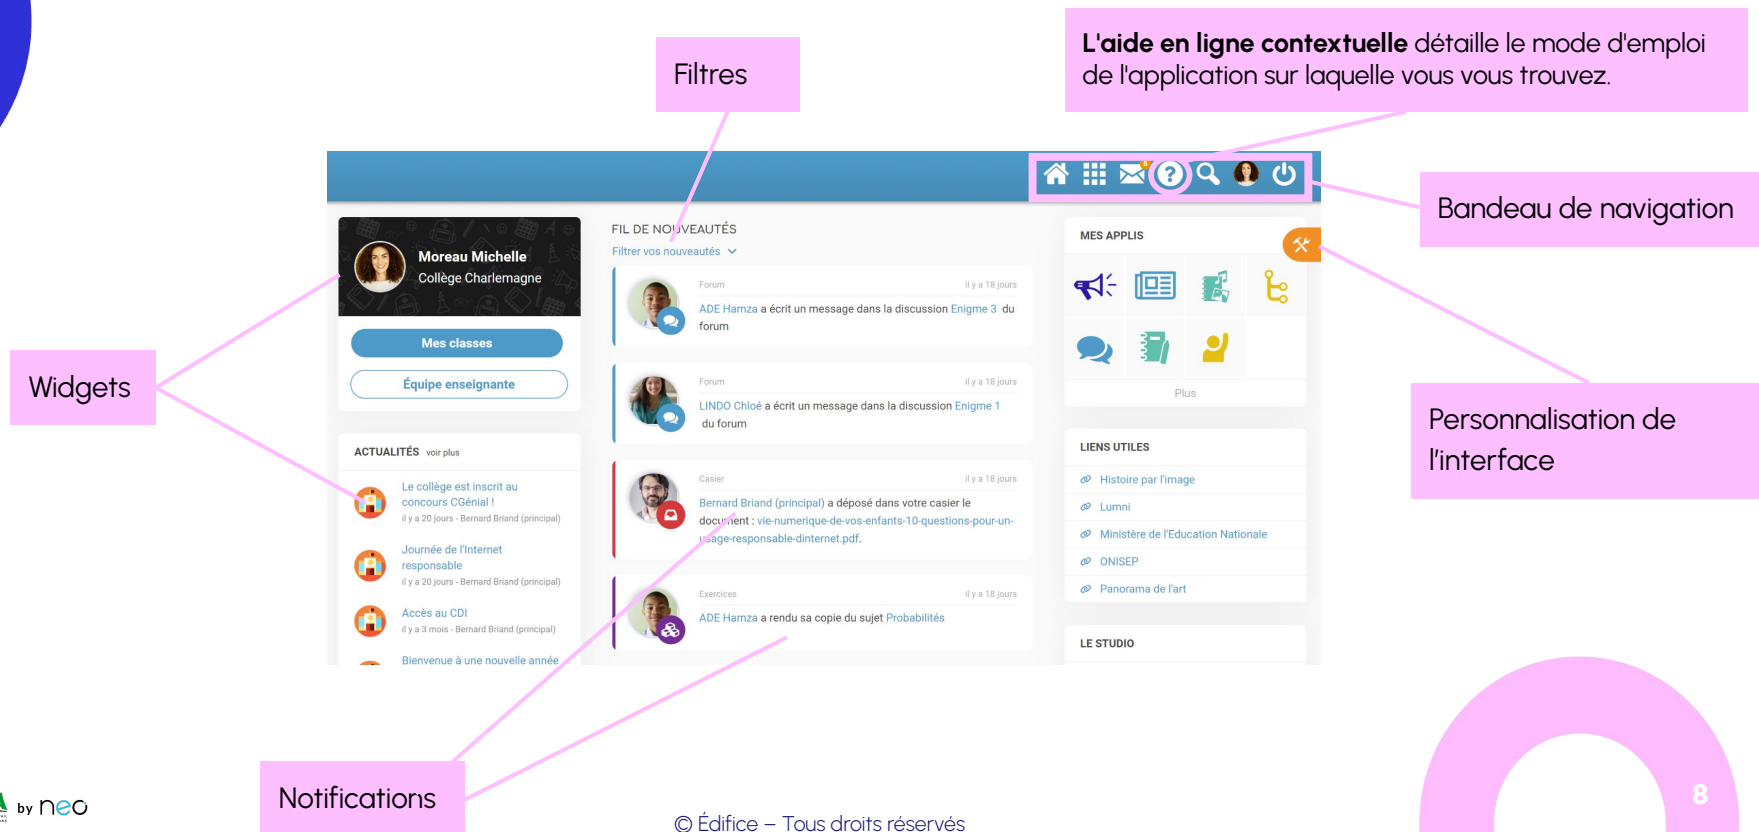 L'aide en ligne contextuelle détaille le mode d'emploi
de l'application sur laquelle vous vous trouvez.
Filtres
Bandeau de navigation
Moreau Michelle
Collège Charlemagne
Mes classes
Équipe enseignante
Widgets
ACTUALITÉS voir plus
Le collège est inscrit au
concours CGénial !
il y a 20 jours - Bernard Briand (principal)
Journée de l'Internet
responsable
il y a 20 jours - Bernard Briand (principal)
Accès au CDI
il y a 3 mois - Bernard Briand (principal)
Bienvenue à une nouvelle année
FIL DE NOUVEAUTÉS
Filtrer vos nouveautés
Forum il y a 18 jours
ADE Hamza a écrit un message dans la discussion Enigme 3 du
forum
Forum il y a 18 jours
LINDO Chloé a écrit un message dans la discussion Enigme 1
du forum
Casier il y a 18 jours
Bernard Briand (principal) a déposé dans votre casier le
document : vie-numerique-de-vos-enfants-10-questions-pour-un-
usage-responsable-dinternet.pdf.
Exercices il y a 18 jours
ADE Hamza a rendu sa copie du sujet Probabilités
MES APPLIS
Plus
LIENS UTILES
Histoire par l'image
Lumni
Ministère de l'Education Nationale
ONISEP
Panorama de l'art
LE STUDIO
Personnalisation de
l'interface
Notifications
by neo
© Édifice – Tous droits réservés
8